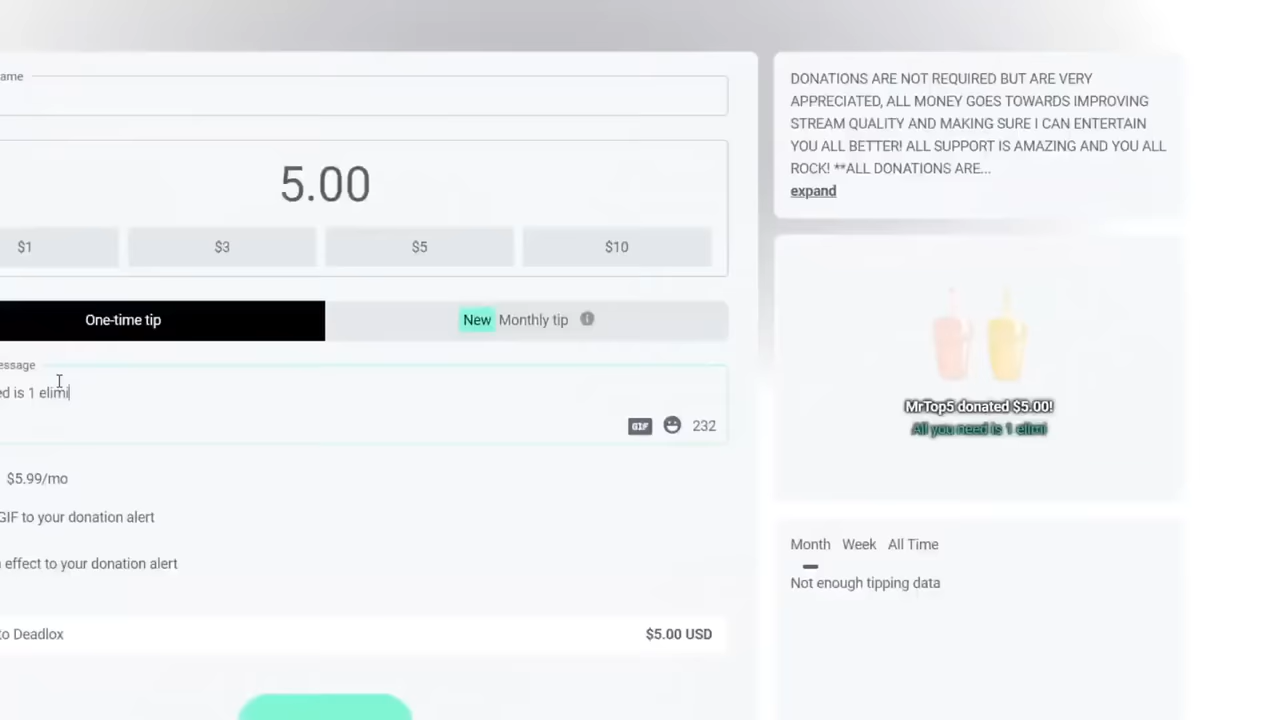 ame
5.00
$1
$3
$5
$10
One-time tip
New Monthly tip
essage
ed is 1 elimi
GIF
232
$5.99/mo
GIF to your donation alert
effect to your donation alert
to Deadlox
$5.00 USD
DONATIONS ARE NOT REQUIRED BUT ARE VERY
APPRECIATED, ALL MONEY GOES TOWARDS IMPROVING
STREAM QUALITY AND MAKING SURE I CAN ENTERTAIN
YOU ALL BETTER! ALL SUPPORT IS AMAZING AND YOU ALL
ROCK! **ALL DONATIONS ARE...
expand
MrTop5 donated $5.00!
All you need is 1 elimi
Month Week All Time
Not enough tipping data